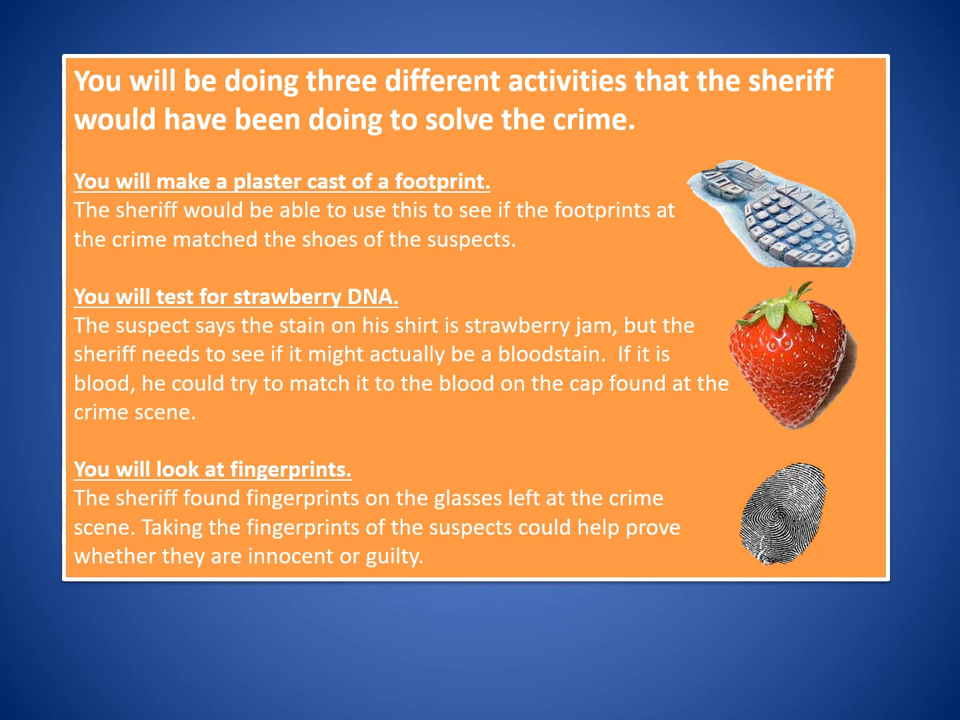 You will be doing three different activities that the sheriff
would have been doing to solve the crime.
You will make a plaster cast of a footprint.
The sheriff would be able to use this to see if the footprints at
the crime matched the shoes of the suspects.
You will test for strawberry DNA.
The suspect says the stain on his shirt is strawberry jam, but the
sheriff needs to see if it might actually be a bloodstain.  If it is
blood, he could try to match it to the blood on the cap found at the
crime scene.
You will look at fingerprints.
The sheriff found fingerprints on the glasses left at the crime
scene. Taking the fingerprints of the suspects could help prove
whether they are innocent or guilty.